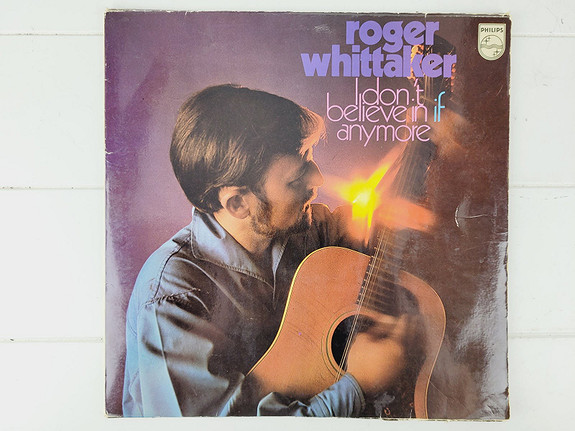 PHILIPS
roger
whittaker
I don't
believe in if
anymore